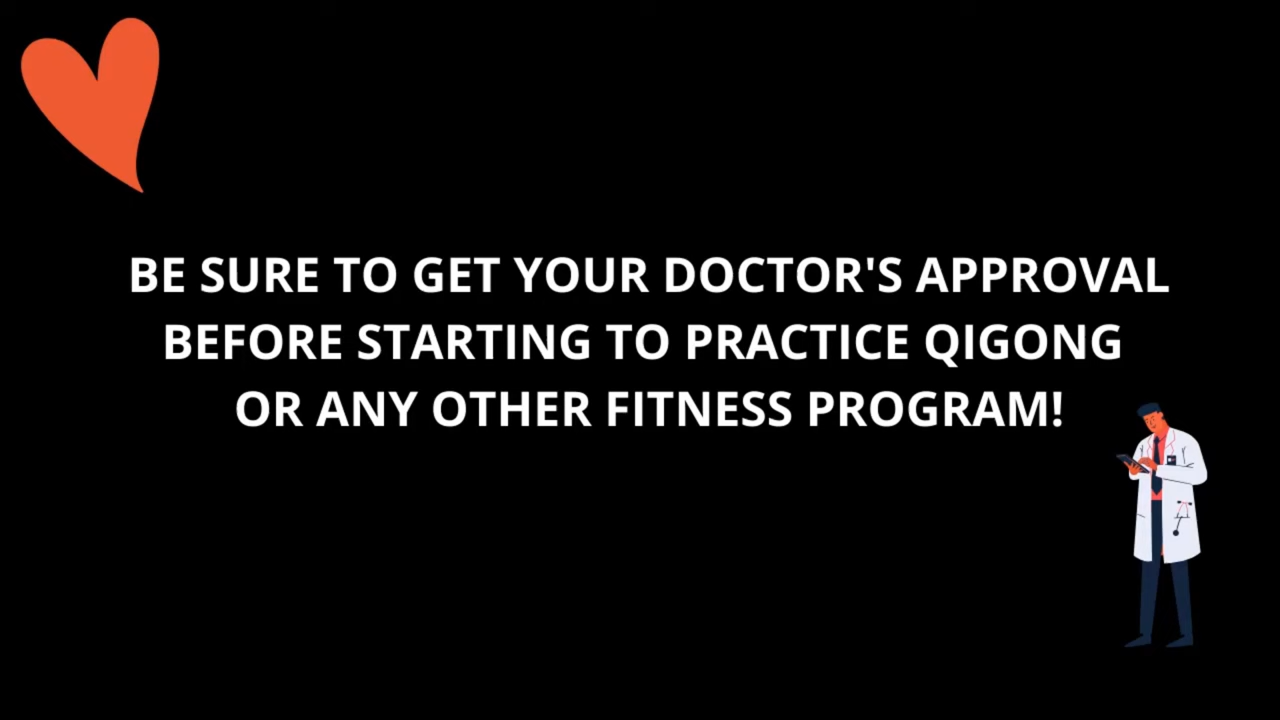 BE SURE TO GET YOUR DOCTOR'S APPROVAL
BEFORE STARTING TO PRACTICE QIGONG
OR ANY OTHER FITNESS PROGRAM!